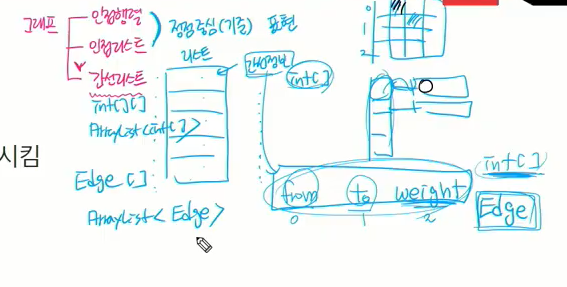 그래프
인접행렬
인접리스트
간선리스트
정점중심(기준) 표현
리스트
간선정보
int[]
int[][]
ArrayList<int[]>
시킴
Edge[]
ArrayList<Edge>
from to weight
0 1 2
int[]
Edge
0
1
2